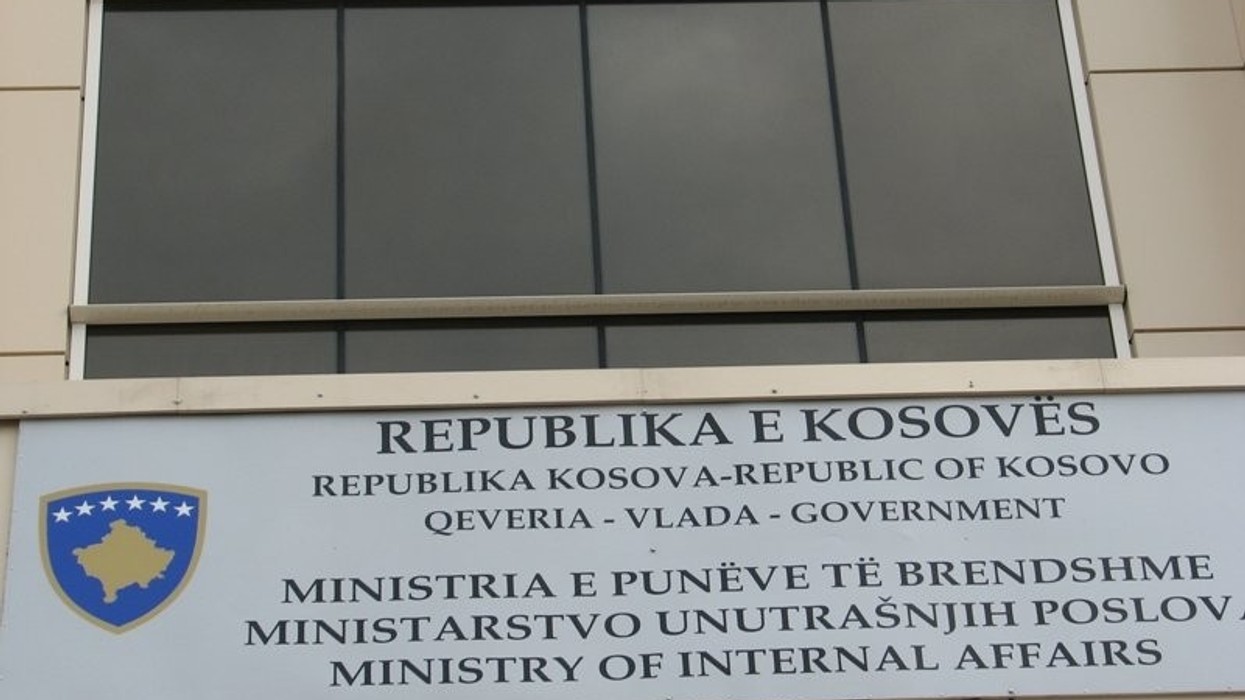 REPUBLIKA E KOSOVËS
REPUBLIKA KOSOVA-REPUBLIC OF KOSOVO
QEVERIA - VLADA - GOVERNMENT
MINISTRIA E PUNËVE TË BRENDSHME
MINISTARSTVO UNUTRAŠNJIH POSLOVA
MINISTRY OF INTERNAL AFFAIRS